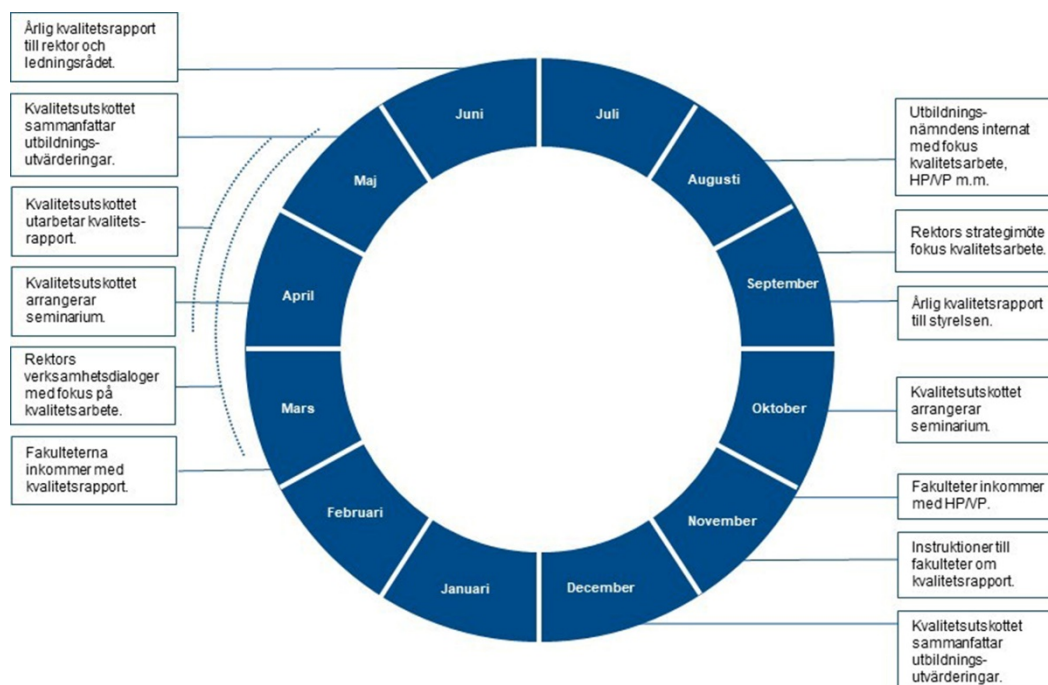 Årlig kvalitetsrapport
till rektor och
ledningsrådet.
Kvalitetsutskottet
sammanfattar
utbildnings-
utvärderingar.
Kvalitetsutskottet
utarbetar kvalitets-
rapport.
Kvalitetsutskottet
arrangerar
seminarium.
Rektors
verksamhetsdialoger
med fokus på
kvalitetsarbete.
Fakulteterna
inkommer med
kvalitetsrapport.
Juni
Juli
Maj
Augusti
April
September
Mars
Oktober
Februari
November
Januari
December
Utbildnings-
nämndens internat
med fokus
kvalitetsarbete,
HP/VP m.m.
Rektors strategimöte
fokus kvalitetsarbete.
Årlig kvalitetsrapport
till styrelsen.
Kvalitetsutskottet
arrangerar
seminarium.
Fakulteter inkommer
med HP/VP.
Instruktioner till
fakulteter om
kvalitetsrapport.
Kvalitetsutskottet
sammanfattar
utbildnings-
utvärderingar.